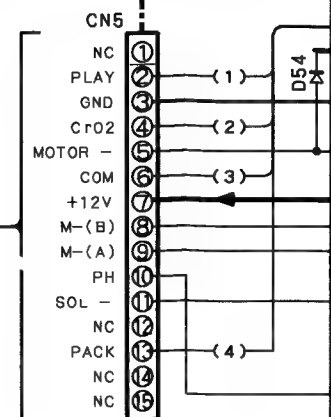 CN5
NC 1
PLAY 2 (1)
GND 3
CrO2 4 (2)
MOTOR - 5
COM 6 (3)
+12V 7
M-(B) 8
M-(A) 9
PH 10
SOL - 11
NC 12
PACK 13 (4)
NC 14
NC 15
D54